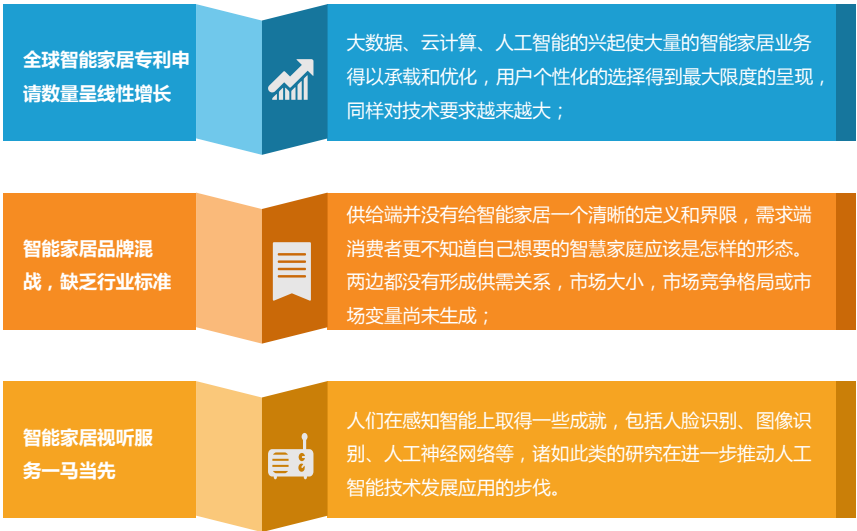 全球智能家居专利申
请数量呈线性增长
大数据、云计算、人工智能的兴起使大量的智能家居业务
得以承载和优化，用户个性化的选择得到最大限度的呈现，
同样对技术要求越来越大；
智能家居品牌混
战，缺乏行业标准
供给端并没有给智能家居一个清晰的定义和界限，需求端
消费者更不知道自己想要的智慧家庭应该是怎样的形态。
两边都没有形成供需关系，市场大小，市场竞争格局或市
场变量尚未生成；
智能家居视听服
务一马当先
人们在感知智能上取得一些成就，包括人脸识别、图像识
别、人工神经网络等，诸如此类的研究在进一步推动人工
智能技术发展应用的步伐。